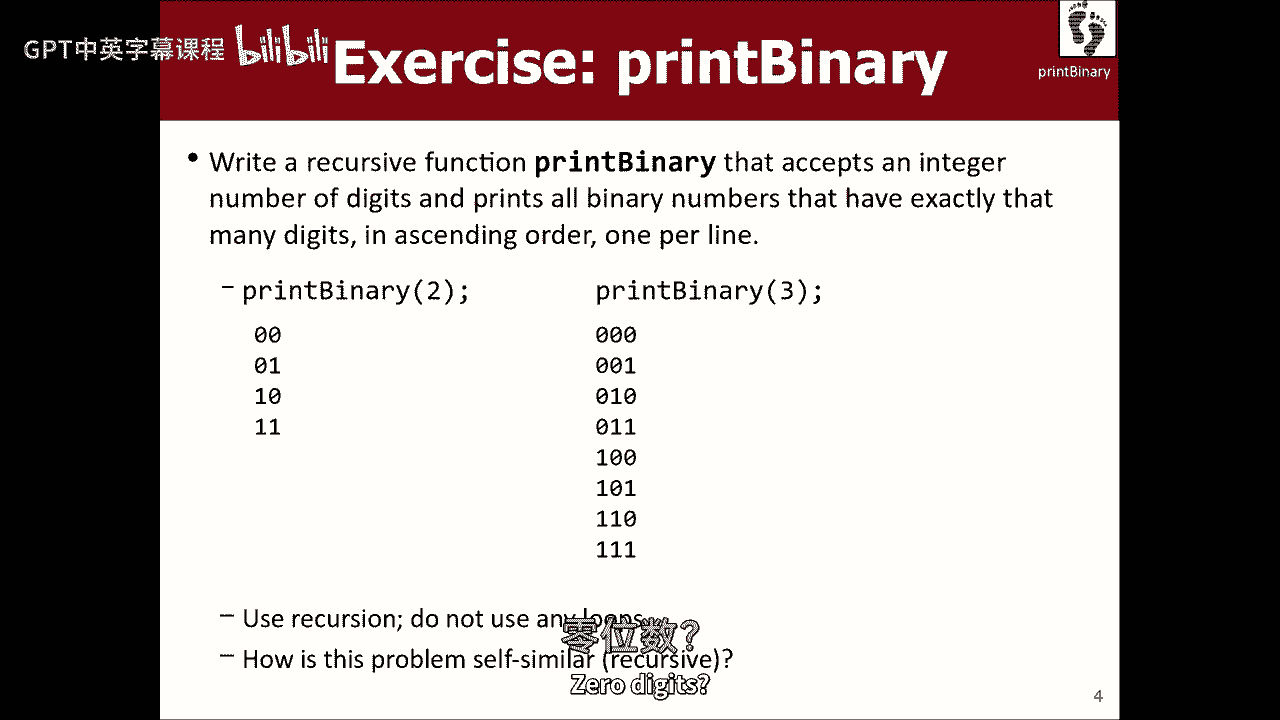 GPT中英字幕课程 bilibili
Exercise: printBinary
printBinary
• Write a recursive function printBinary that accepts an integer
number of digits and prints all binary numbers that have exactly that
many digits, in ascending order, one per line.
– printBinary(2); printBinary(3);
00 000
01 001
10 010
11 011
100
101
110
111
– Use recursion; do not use any loops.
– How is this problem self-similar (recursive)?
零位数?
Zero digits?
4